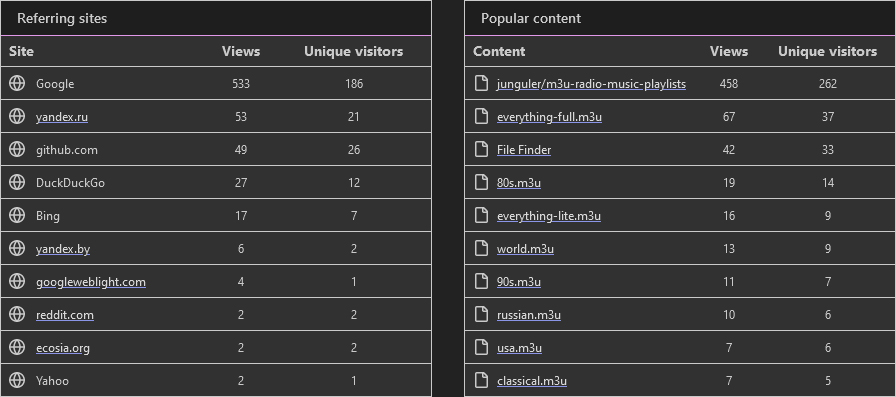 Referring sites
Site Views Unique visitors
Google 533 186
yandex.ru 53 21
github.com 49 26
DuckDuckGo 27 12
Bing 17 7
yandex.by 6 2
googleweblight.com 4 1
reddit.com 2 2
ecosia.org 2 2
Yahoo 2 1
Popular content
Content Views Unique visitors
junguler/m3u-radio-music-playlists 458 262
everything-full.m3u 67 37
File Finder 42 33
80s.m3u 19 14
everything-lite.m3u 16 9
world.m3u 13 9
90s.m3u 11 7
russian.m3u 10 6
usa.m3u 7 6
classical.m3u 7 5